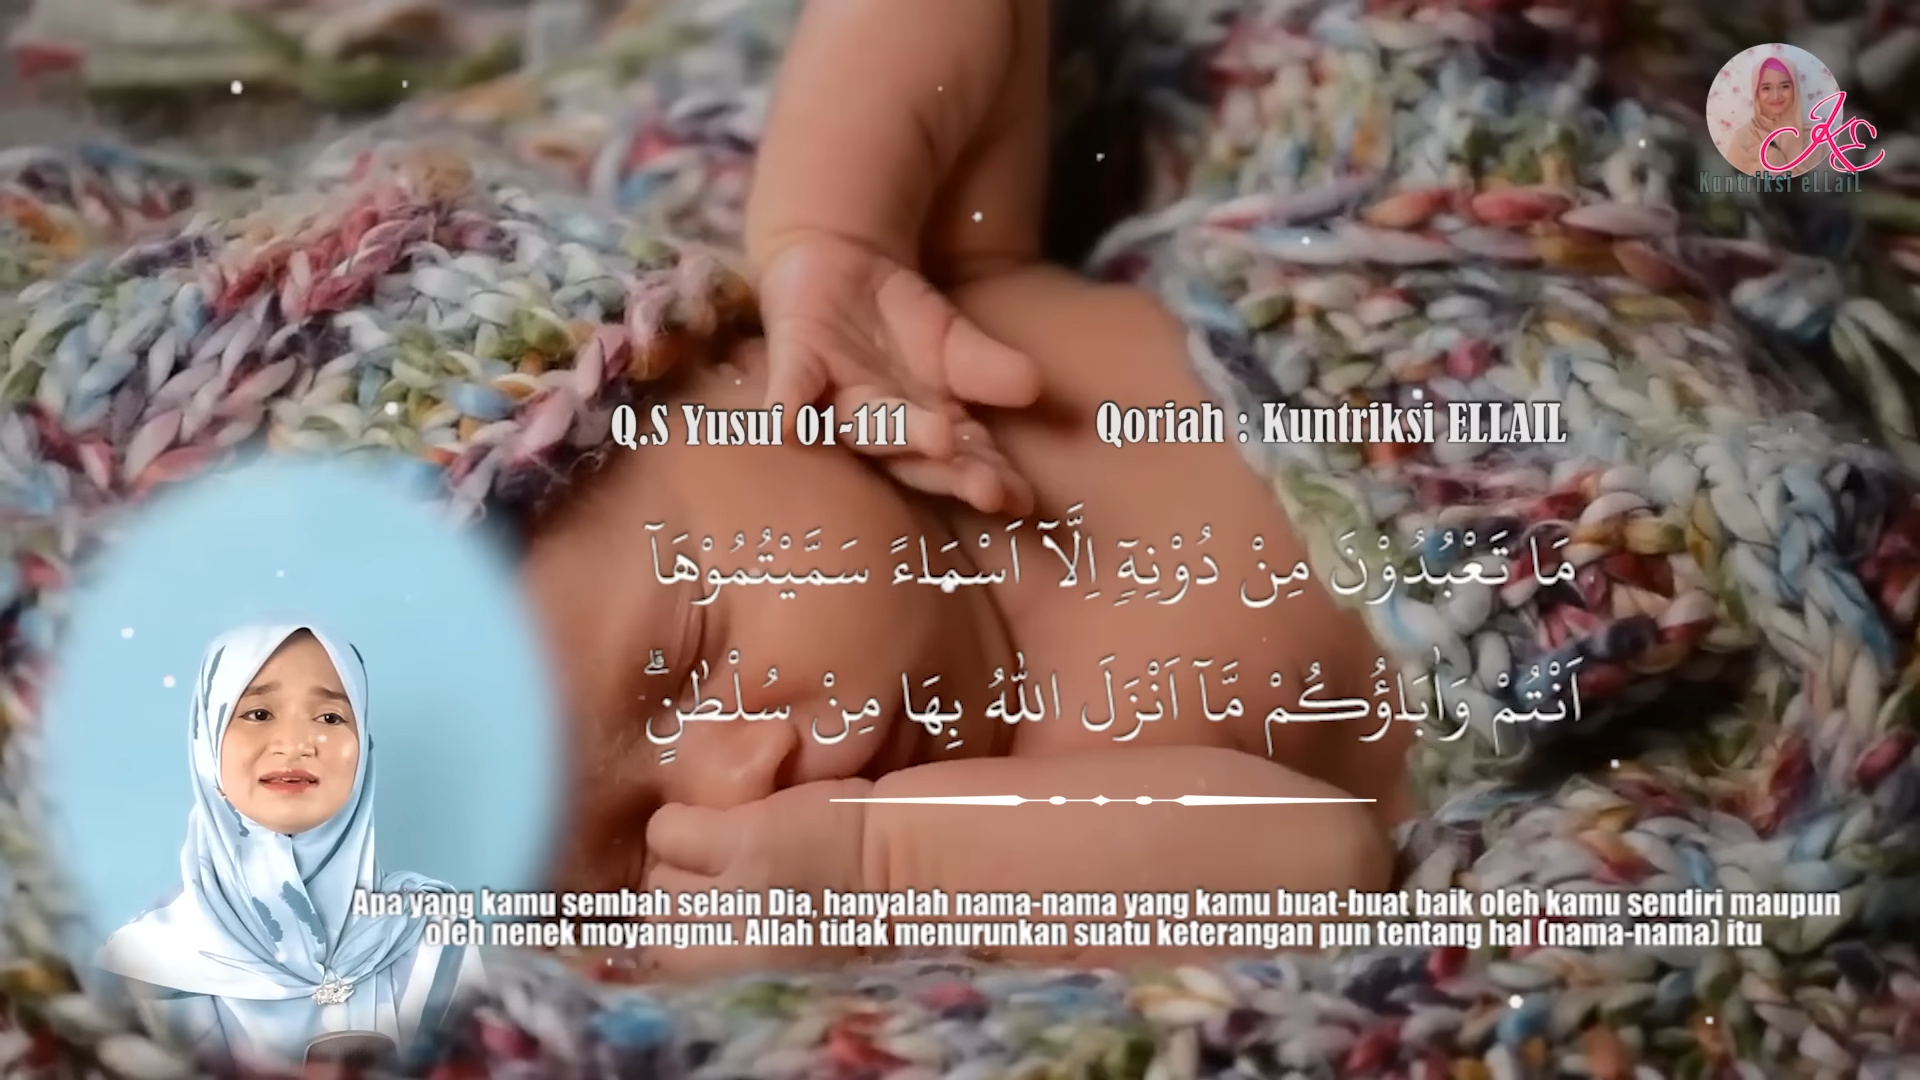 Kuntriksi eLLaiL
Q.S Yusuf 01-111
Qoriah : Kuntriksi ELLAIL
مَا تَعْبُدُوْنَ مِنْ دُوْنِهٖٓ اِلَّآ اَسْمَاۤءً سَمَّيْتُمُوْهَآ
اَنْتُمْ وَاٰبَاۤؤُكُمْ مَّآ اَنْزَلَ اللّٰهُ بِهَا مِنْ سُلْطٰنٍۗ
Apa yang kamu sembah selain Dia, hanyalah nama-nama yang kamu buat-buat baik oleh kamu sendiri maupun
oleh nenek moyangmu. Allah tidak menurunkan suatu keterangan pun tentang hal (nama-nama) itu